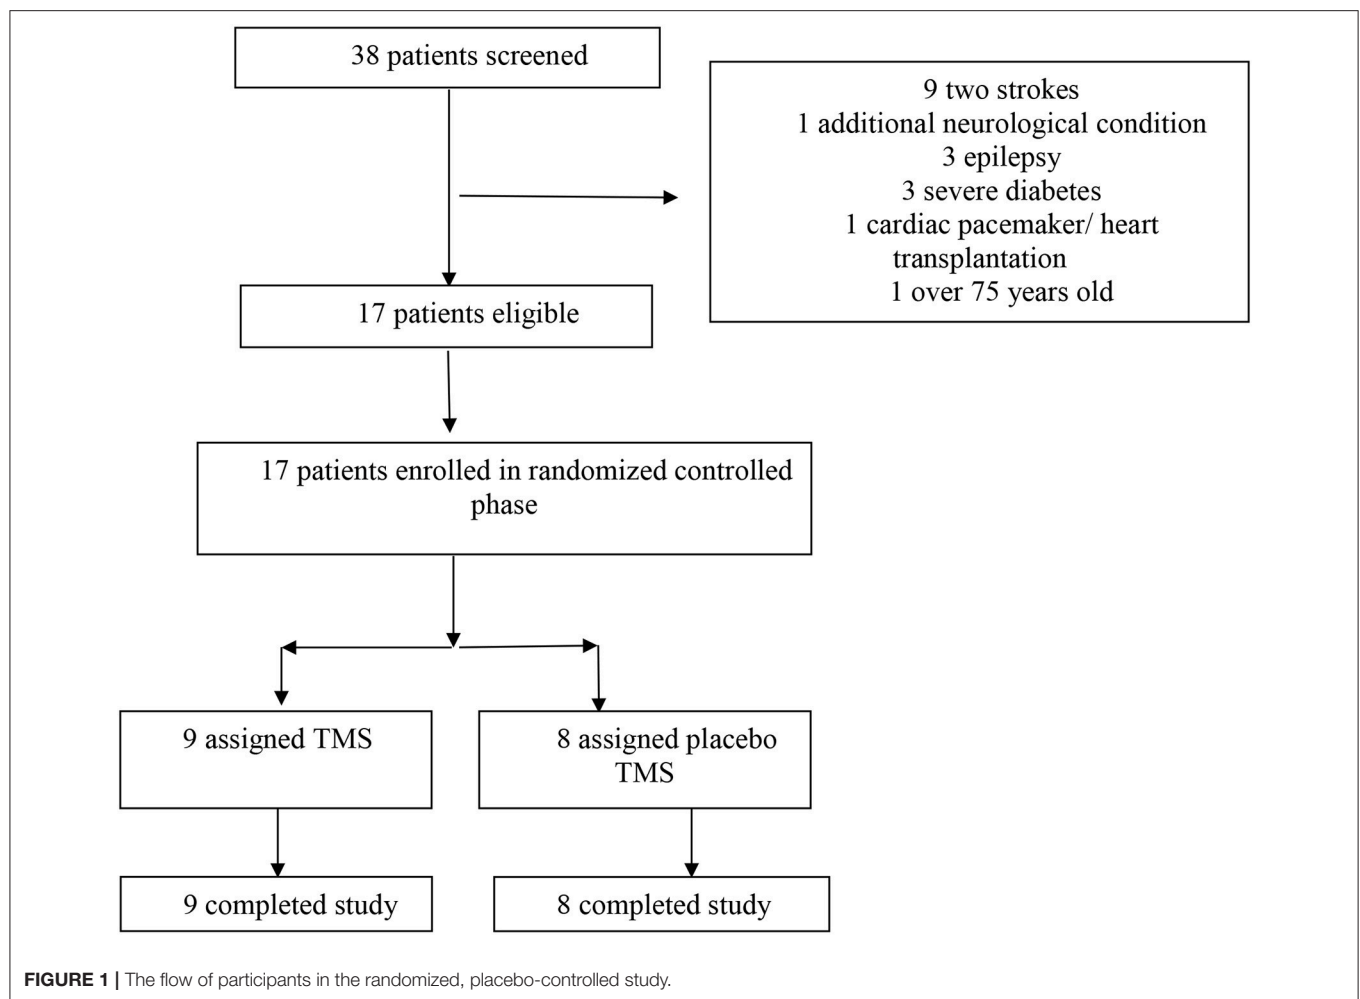 38 patients screened
9 two strokes
1 additional neurological condition
3 epilepsy
3 severe diabetes
1 cardiac pacemaker/ heart
transplantation
1 over 75 years old
17 patients eligible
17 patients enrolled in randomized controlled
phase
9 assigned TMS
8 assigned placebo
TMS
9 completed study
8 completed study
FIGURE 1 | The flow of participants in the randomized, placebo-controlled study.